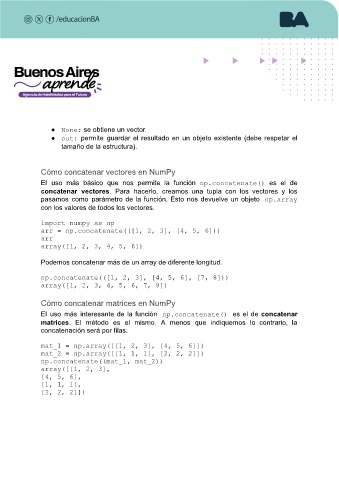 /educacionBA
BA
Buenos Aires
aprende
Agencia de Habilidades para el Futuro
● None: se obtiene un vector.
● out: permite guardar el resultado en un objeto existente (debe respetar el
tamaño de la estructura).
Cómo concatenar vectores en NumPy
El uso más básico que nos permita la función np.concatenate() es el de
concatenar vectores. Para hacerlo, creamos una tupla con los vectores y los
pasamos como parámetro de la función. Esto nos devuelve un objeto np.array
con los valores de todos los vectores.
import numpy as np
arr = np.concatenate(([1, 2, 3], [4, 5, 6]))
arr
array([1, 2, 3, 4, 5, 6])
Podemos concatenar más de un array de diferente longitud.
np.concatenate(([1, 2, 3], [4, 5, 6], [7, 8]))
array([1, 2, 3, 4, 5, 6, 7, 8])
Cómo concatenar matrices en NumPy
El uso más interesante de la función np.concatenate() es el de concatenar
matrices. El método es el mismo. A menos que indiquemos lo contrario, la
concatenación será por filas.
mat_1 = np.array([[1, 2, 3], [4, 5, 6]])
mat_2 = np.array([[1, 1, 1], [2, 2, 2]])
np.concatenate((mat_1, mat_2))
array([[1, 2, 3],
[4, 5, 6],
[1, 1, 1],
[2, 2, 2]])